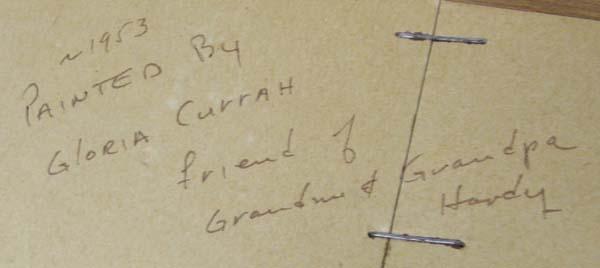 ~1953
PAINTED By
GLORIA CURRAH
friend of
Grandma & Grandpa
Hardy